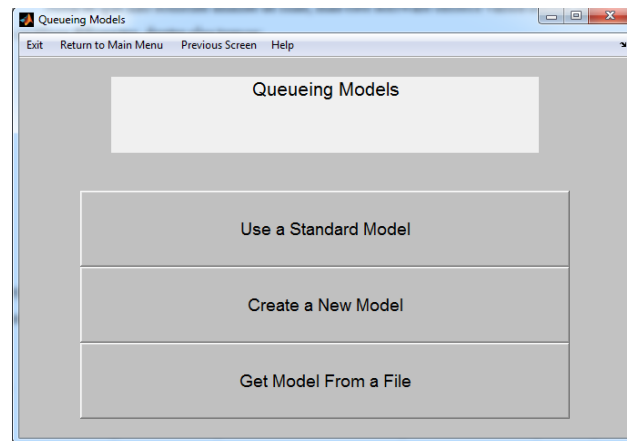 Queueing Models
Exit Return to Main Menu Previous Screen Help
Queueing Models
Use a Standard Model
Create a New Model
Get Model From a File